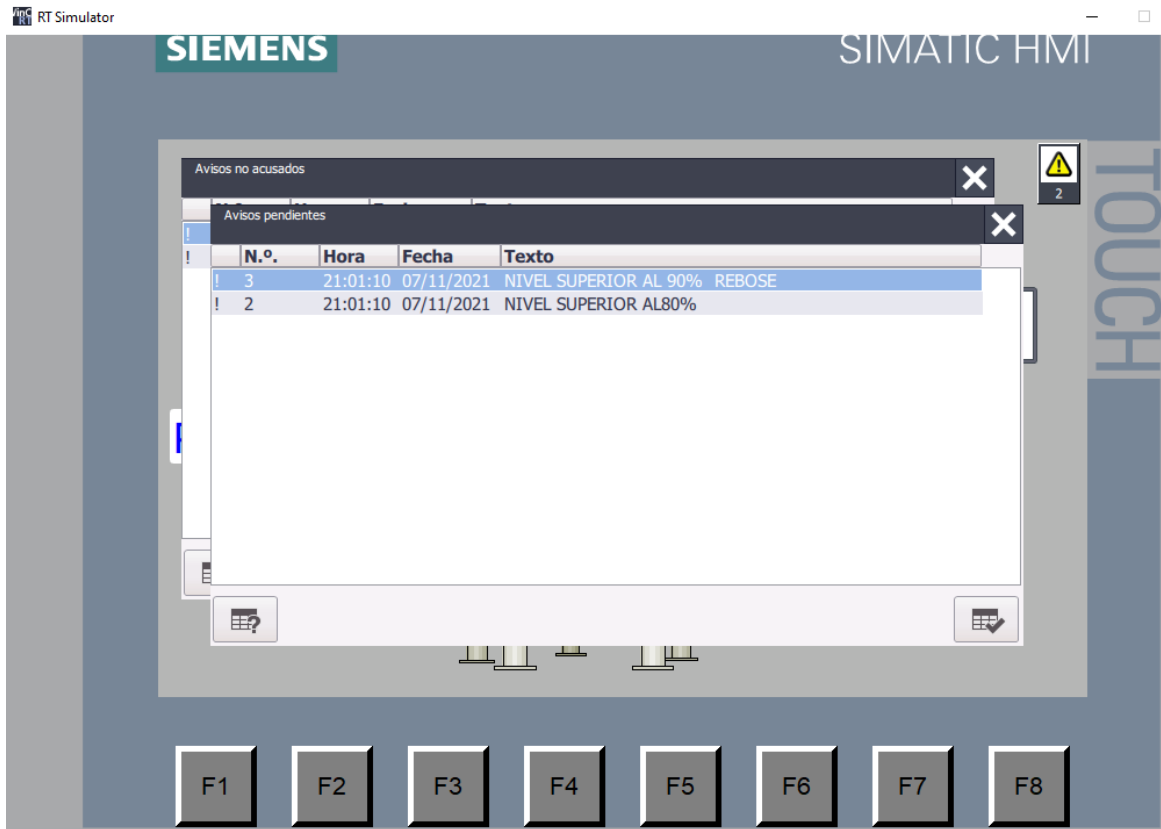 RT Simulator
SIEMENS
SIMATIC HMI
TOUCH
2
Avisos no acusados
Avisos pendientes
N.º. Hora Fecha Texto
! 3 21:01:10 07/11/2021 NIVEL SUPERIOR AL 90% REBOSE
! 2 21:01:10 07/11/2021 NIVEL SUPERIOR AL80%
!
!
F1 F2 F3 F4 F5 F6 F7 F8